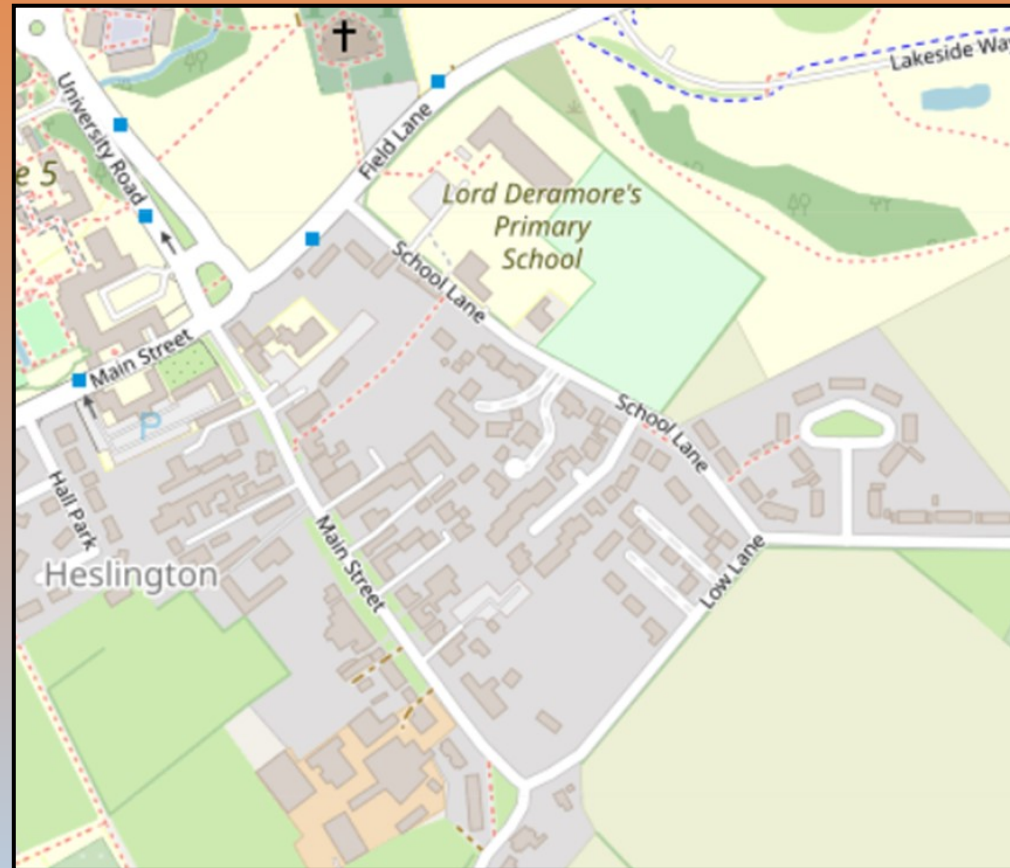 University Road
Field Lane
Lakeside Way
e 5
Lord Deramore's
Primary
School
School Lane
Main Street
P
School Lane
Hall Park
Main Street
Heslington
Low Lane